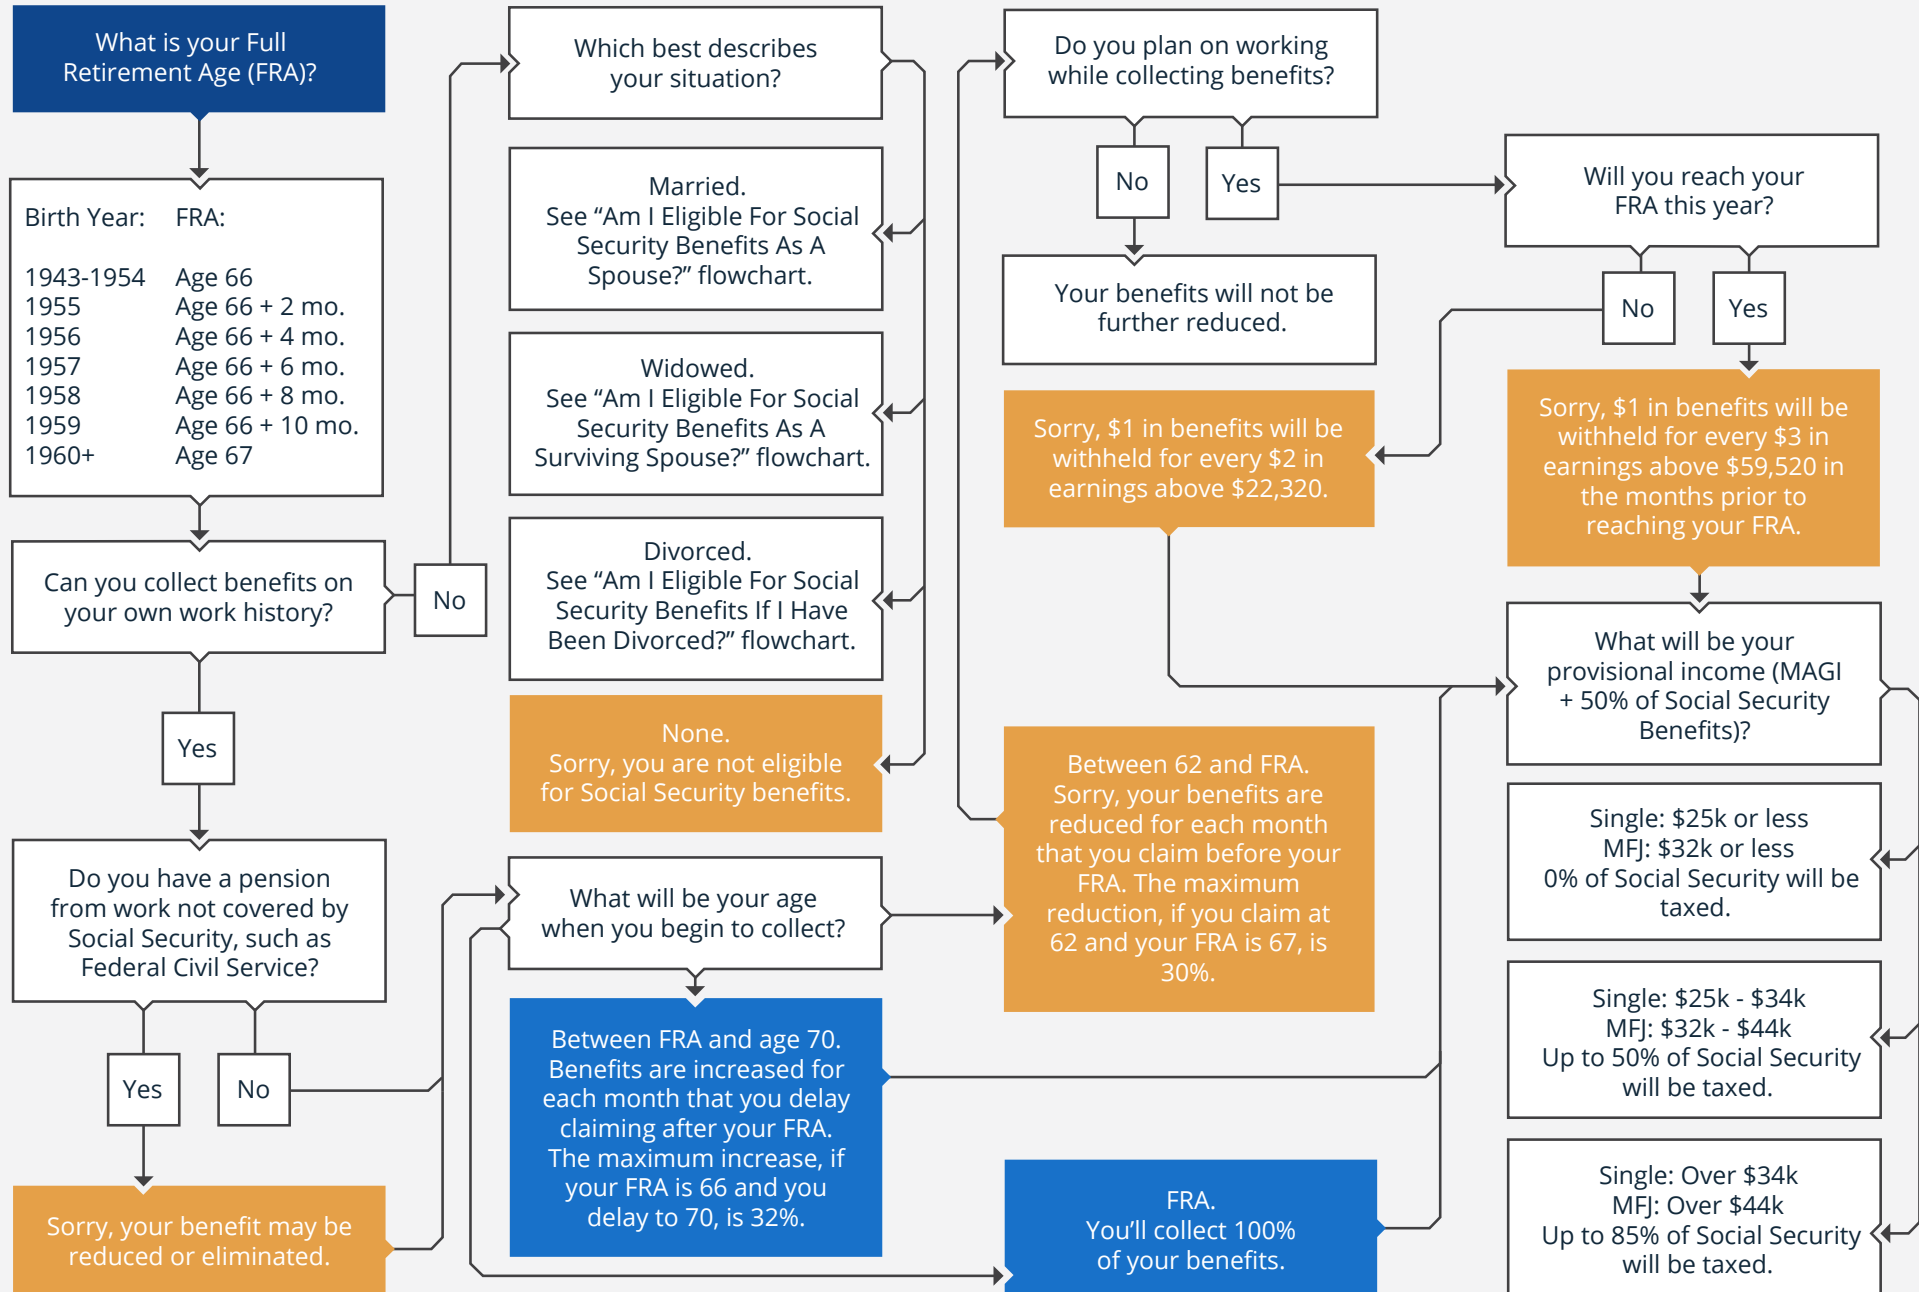 What is your Full
Retirement Age (FRA)?
Birth Year: FRA:
1943-1954 Age 66
1955 Age 66 + 2 mo.
1956 Age 66 + 4 mo.
1957 Age 66 + 6 mo.
1958 Age 66 + 8 mo.
1959 Age 66 + 10 mo.
1960+ Age 67
Can you collect benefits on
your own work history?
No
Yes
Do you have a pension
from work not covered by
Social Security, such as
Federal Civil Service?
Yes
No
Sorry, your benefit may be
reduced or eliminated.
Which best describes
your situation?
Married.
See “Am I Eligible For Social
Security Benefits As A
Spouse?” flowchart.
Widowed.
See “Am I Eligible For Social
Security Benefits As A
Surviving Spouse?” flowchart.
Divorced.
See “Am I Eligible For Social
Security Benefits If I Have
Been Divorced?” flowchart.
None.
Sorry, you are not eligible
for Social Security benefits.
What will be your age
when you begin to collect?
Between FRA and age 70.
Benefits are increased for
each month that you delay
claiming after your FRA.
The maximum increase, if
your FRA is 66 and you
delay to 70, is 32%.
Do you plan on working
while collecting benefits?
No
Yes
Your benefits will not be
further reduced.
Sorry, $1 in benefits will be
withheld for every $2 in
earnings above $22,320.
Between 62 and FRA.
Sorry, your benefits are
reduced for each month
that you claim before your
FRA. The maximum
reduction, if you claim at
62 and your FRA is 67, is
30%.
FRA.
You’ll collect 100%
of your benefits.
Will you reach your
FRA this year?
No
Yes
Sorry, $1 in benefits will be
withheld for every $3 in
earnings above $59,520 in
the months prior to
reaching your FRA.
What will be your
provisional income (MAGI
+ 50% of Social Security
Benefits)?
Single: $25k or less
MFJ: $32k or less
0% of Social Security will be
taxed.
Single: $25k - $34k
MFJ: $32k - $44k
Up to 50% of Social Security
will be taxed.
Single: Over $34k
MFJ: Over $44k
Up to 85% of Social Security
will be taxed.